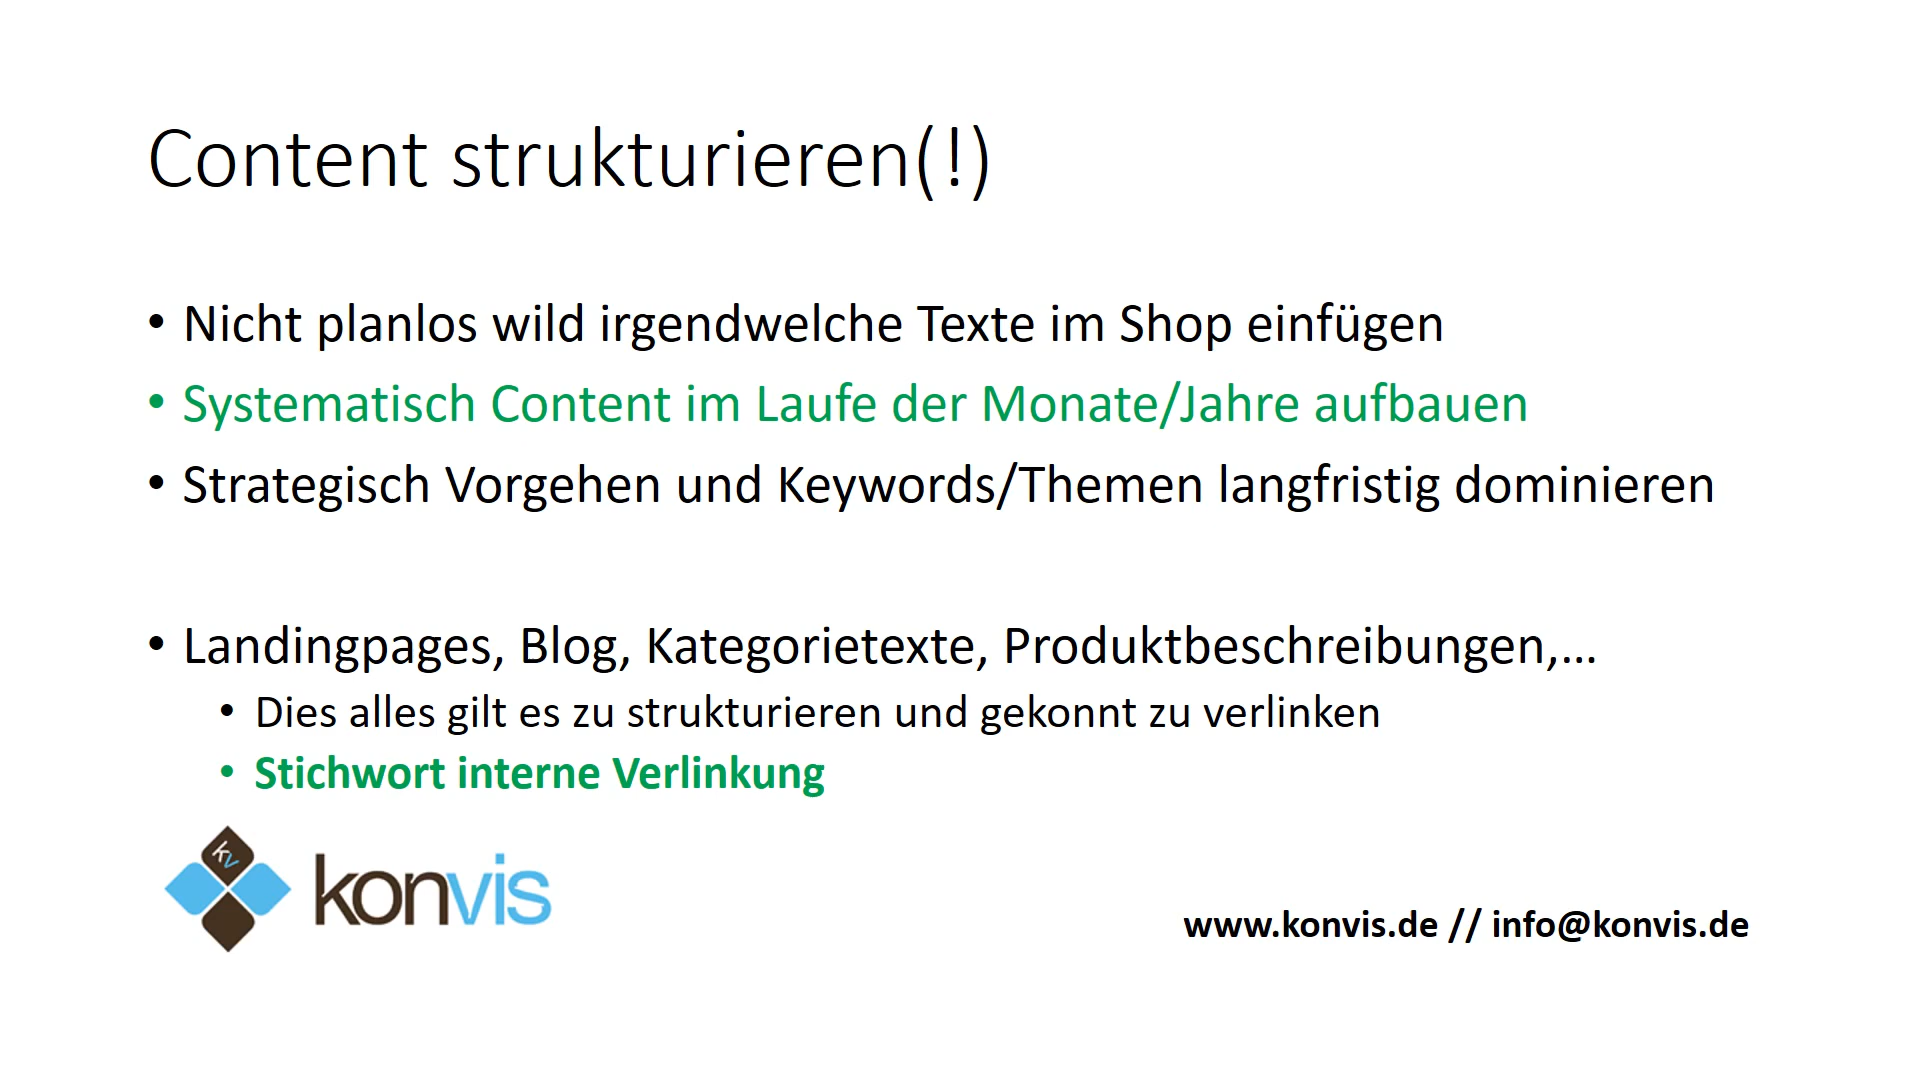 Content strukturieren(!)
• Nicht planlos wild irgendwelche Texte im Shop einfügen
• Systematisch Content im Laufe der Monate/Jahre aufbauen
• Strategisch Vorgehen und Keywords/Themen langfristig dominieren
• Landingpages, Blog, Kategorietexte, Produktbeschreibungen,...
• Dies alles gilt es zu strukturieren und gekonnt zu verlinken
• Stichwort interne Verlinkung
kv
konvis
www.konvis.de // info@konvis.de